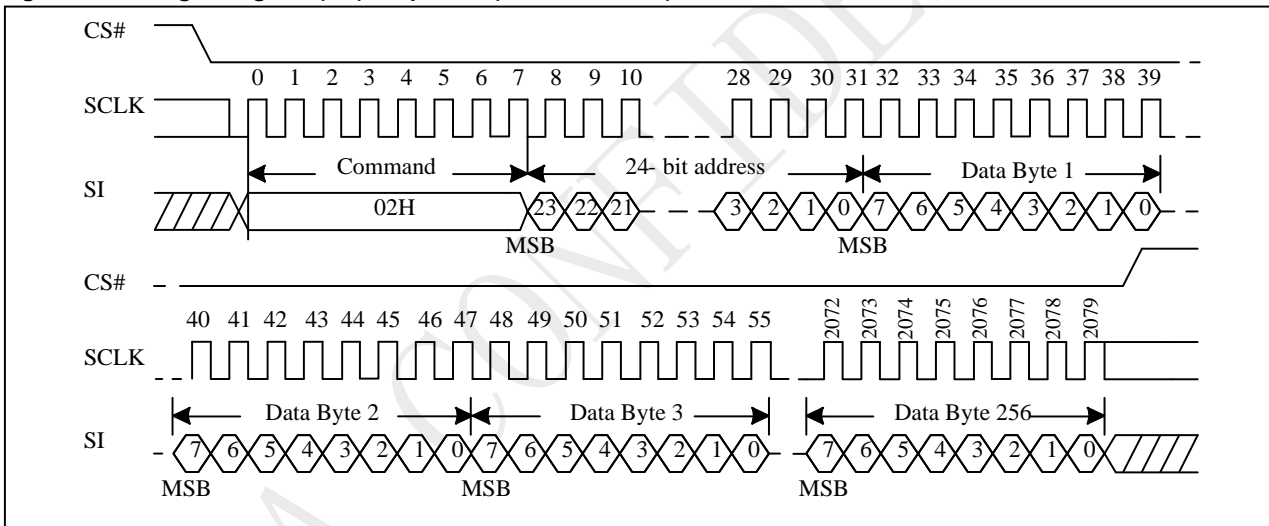 CS#
0 1 2 3 4 5 6 7 8 9 10 28 29 30 31 32 33 34 35 36 37 38 39
SCLK
Command 24- bit address Data Byte 1
SI
02H 23 22 21 3 2 1 0 7 6 5 4 3 2 1 0
MSB MSB
CS#
40 41 42 43 44 45 46 47 48 49 50 51 52 53 54 55 2072 2073 2074 2075 2076 2077 2078 2079
SCLK
Data Byte 2 Data Byte 3 Data Byte 256
SI
7 6 5 4 3 2 1 0 7 6 5 4 3 2 1 0 7 6 5 4 3 2 1 0
MSB MSB MSB